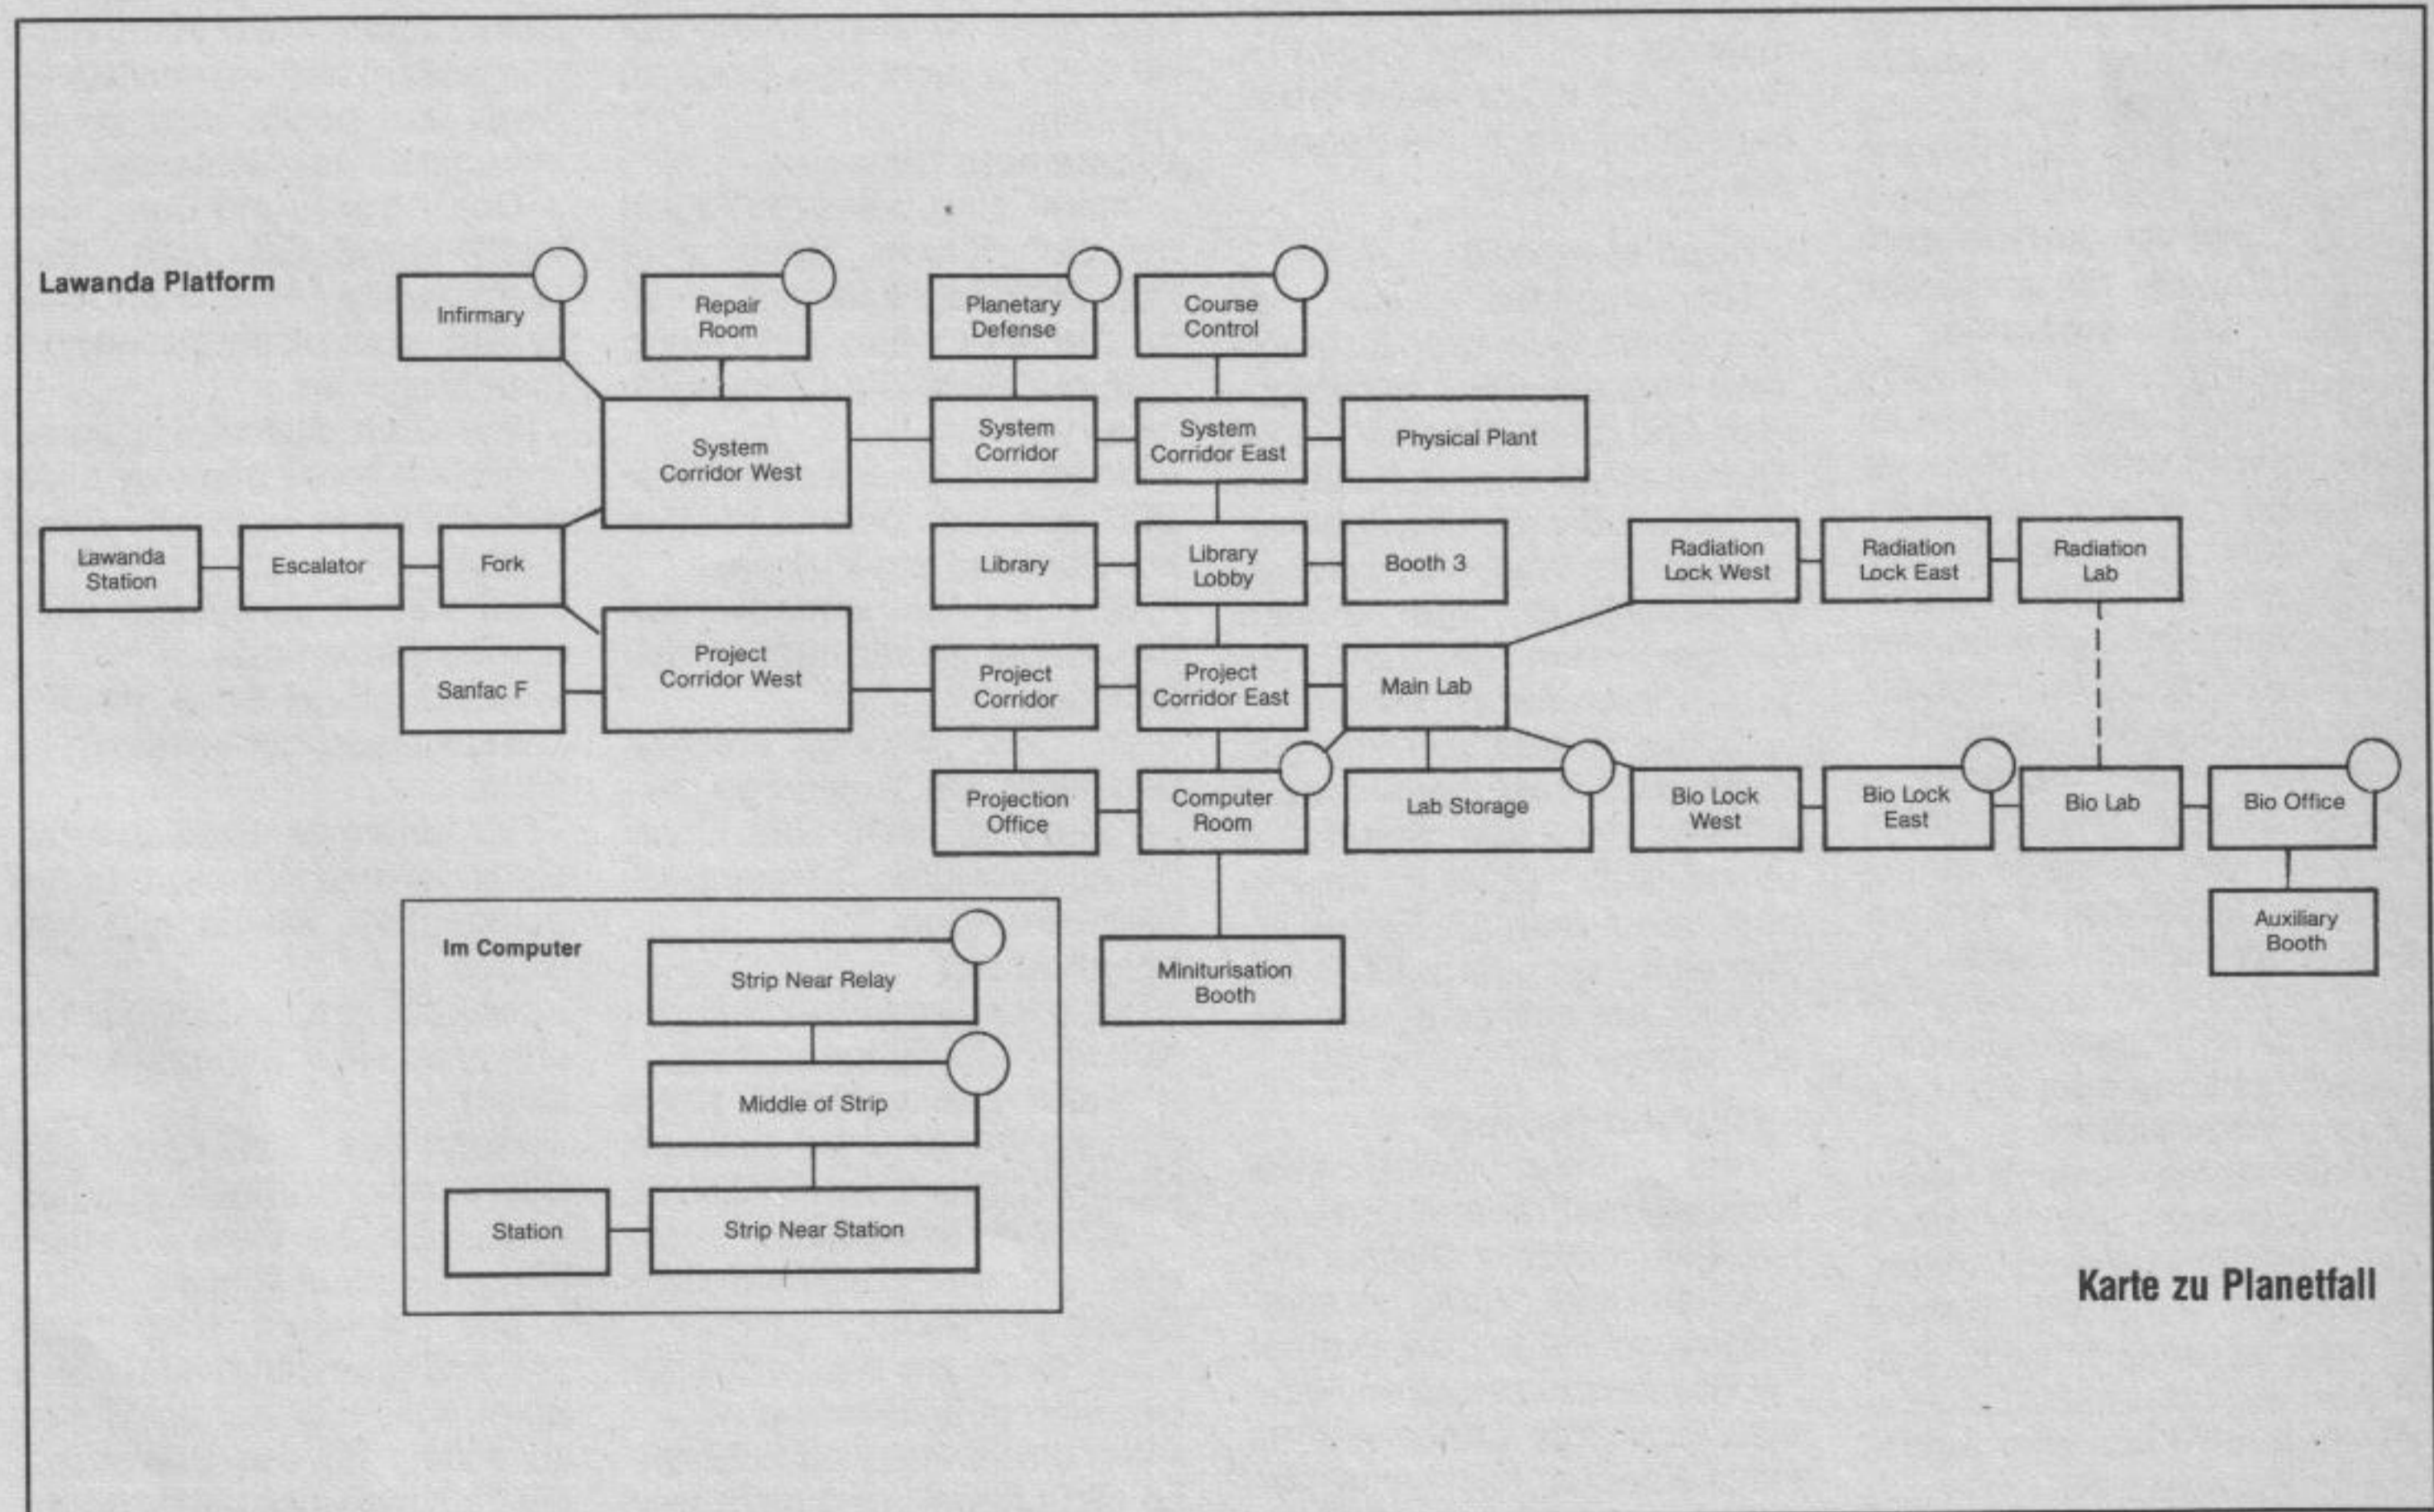 Lawanda Platform
Infirmary
Repair
Room
Planetary
Defense
Course
Control
System
Corridor West
System
Corridor
System
Corridor East
Physical Plant
Lawanda
Station
Escalator
Fork
Library
Library
Lobby
Booth 3
Radiation
Lock West
Radiation
Lock East
Radiation
Lab
Sanfac F
Project
Corridor West
Project
Corridor
Project
Corridor East
Main Lab
Projection
Office
Computer
Room
Lab Storage
Bio Lock
West
Bio Lock
East
Bio Lab
Bio Office
Auxiliary
Booth
Miniturisation
Booth
Im Computer
Strip Near Relay
Middle of Strip
Station
Strip Near Station
Karte zu Planetfall